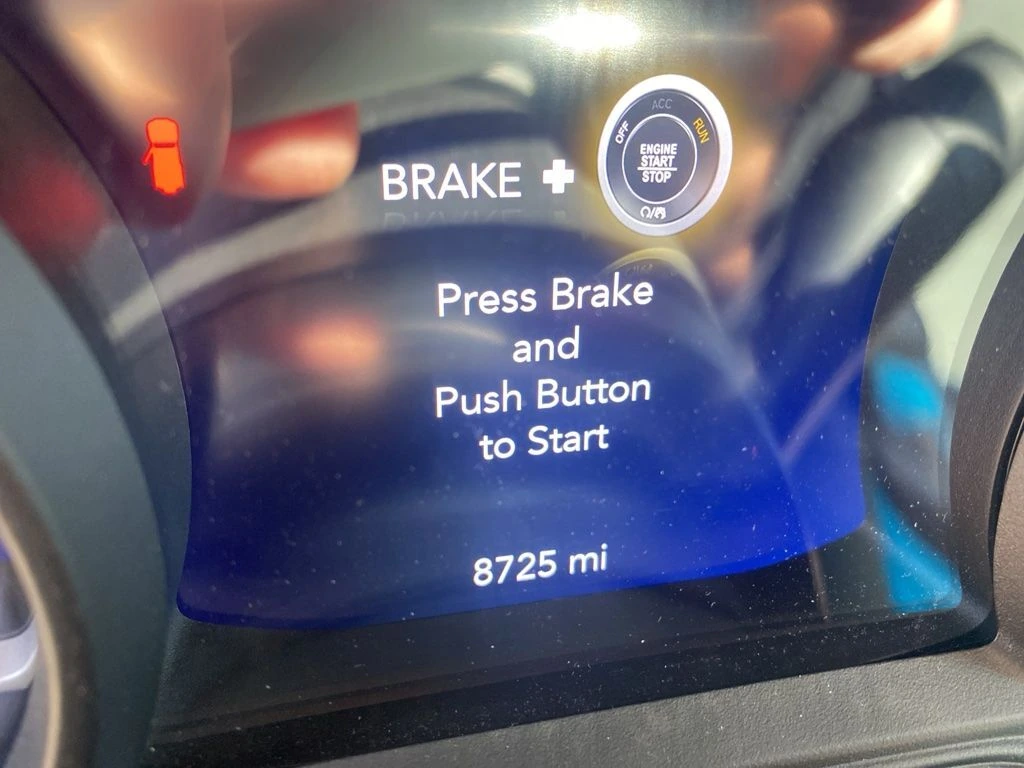 ACC
OFF
RUN
BRAKE +
ENGINE
START
STOP
Press Brake
and
Push Button
to Start
8725 mi